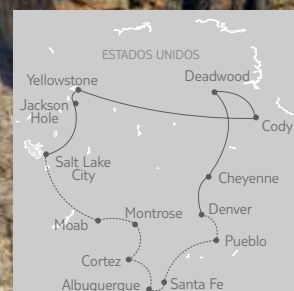 ESTADOS UNIDOS
Yellowstone
Deadwood
Jackson
Hole
Cody
Salt Lake
City
Cheyenne
Montrose
Denver
Moab
Pueblo
Cortez
Albuquerque
Santa Fe